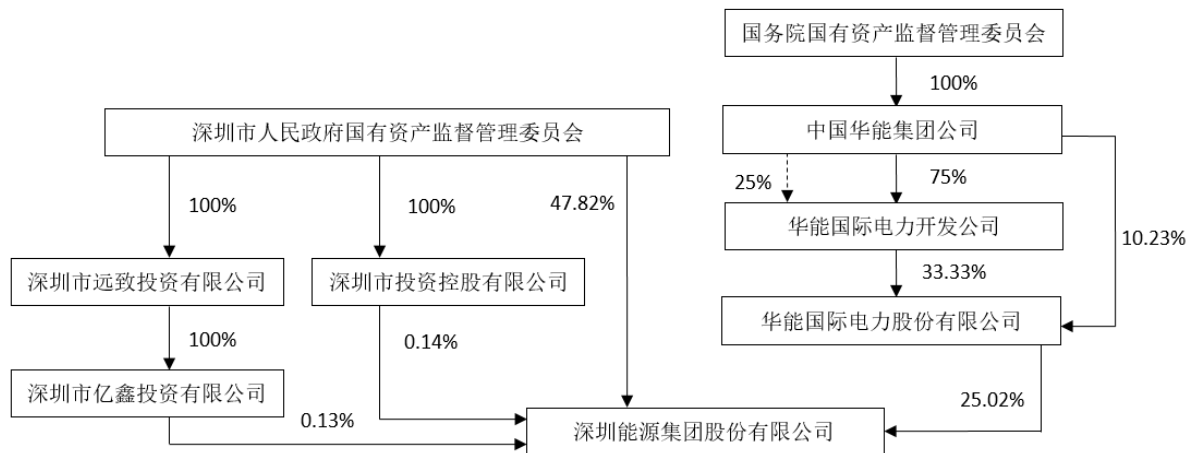 国务院国有资产监督管理委员会
100%
深圳市人民政府国有资产监督管理委员会
中国华能集团公司
25%
75%
100%
100%
47.82%
华能国际电力开发公司
10.23%
深圳市远致投资有限公司
深圳市投资控股有限公司
33.33%
华能国际电力股份有限公司
100%
0.14%
深圳市亿鑫投资有限公司
25.02%
0.13%
深圳能源集团股份有限公司